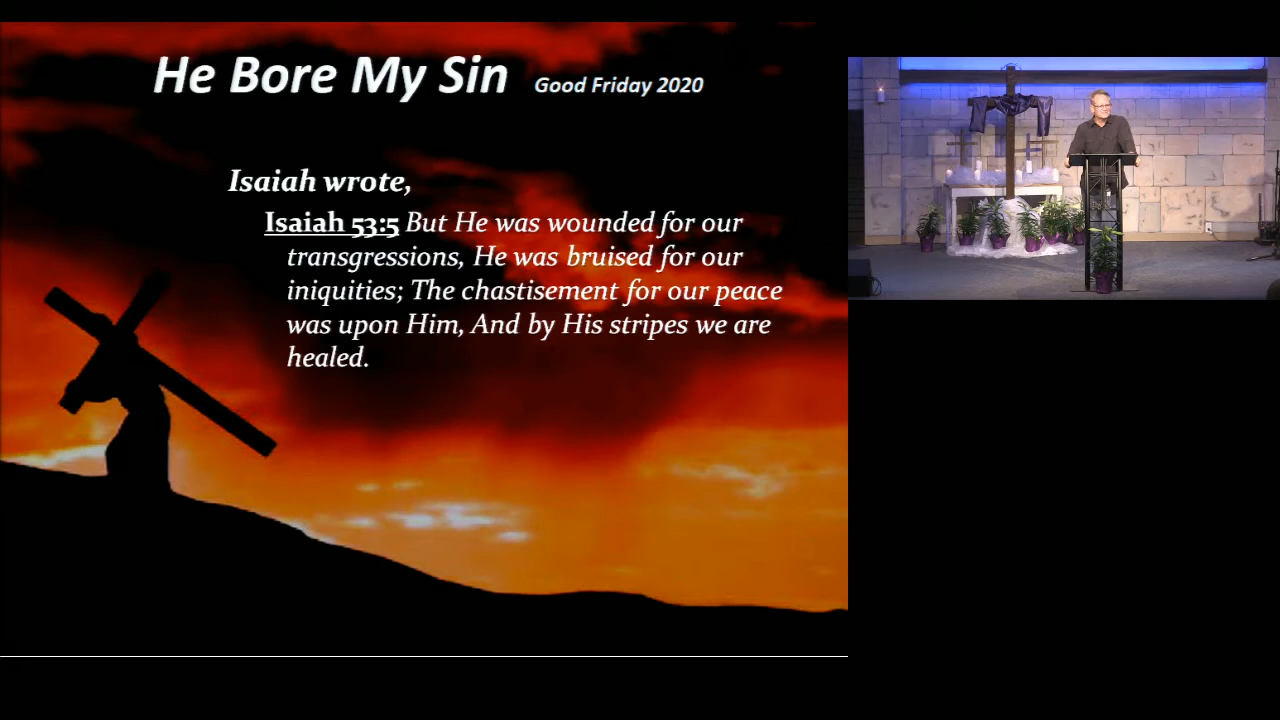 He Bore My Sin Good Friday 2020
Isaiah wrote,
Isaiah 53:5 But He was wounded for our
transgressions, He was bruised for our
iniquities; The chastisement for our peace
was upon Him, And by His stripes we are
healed.